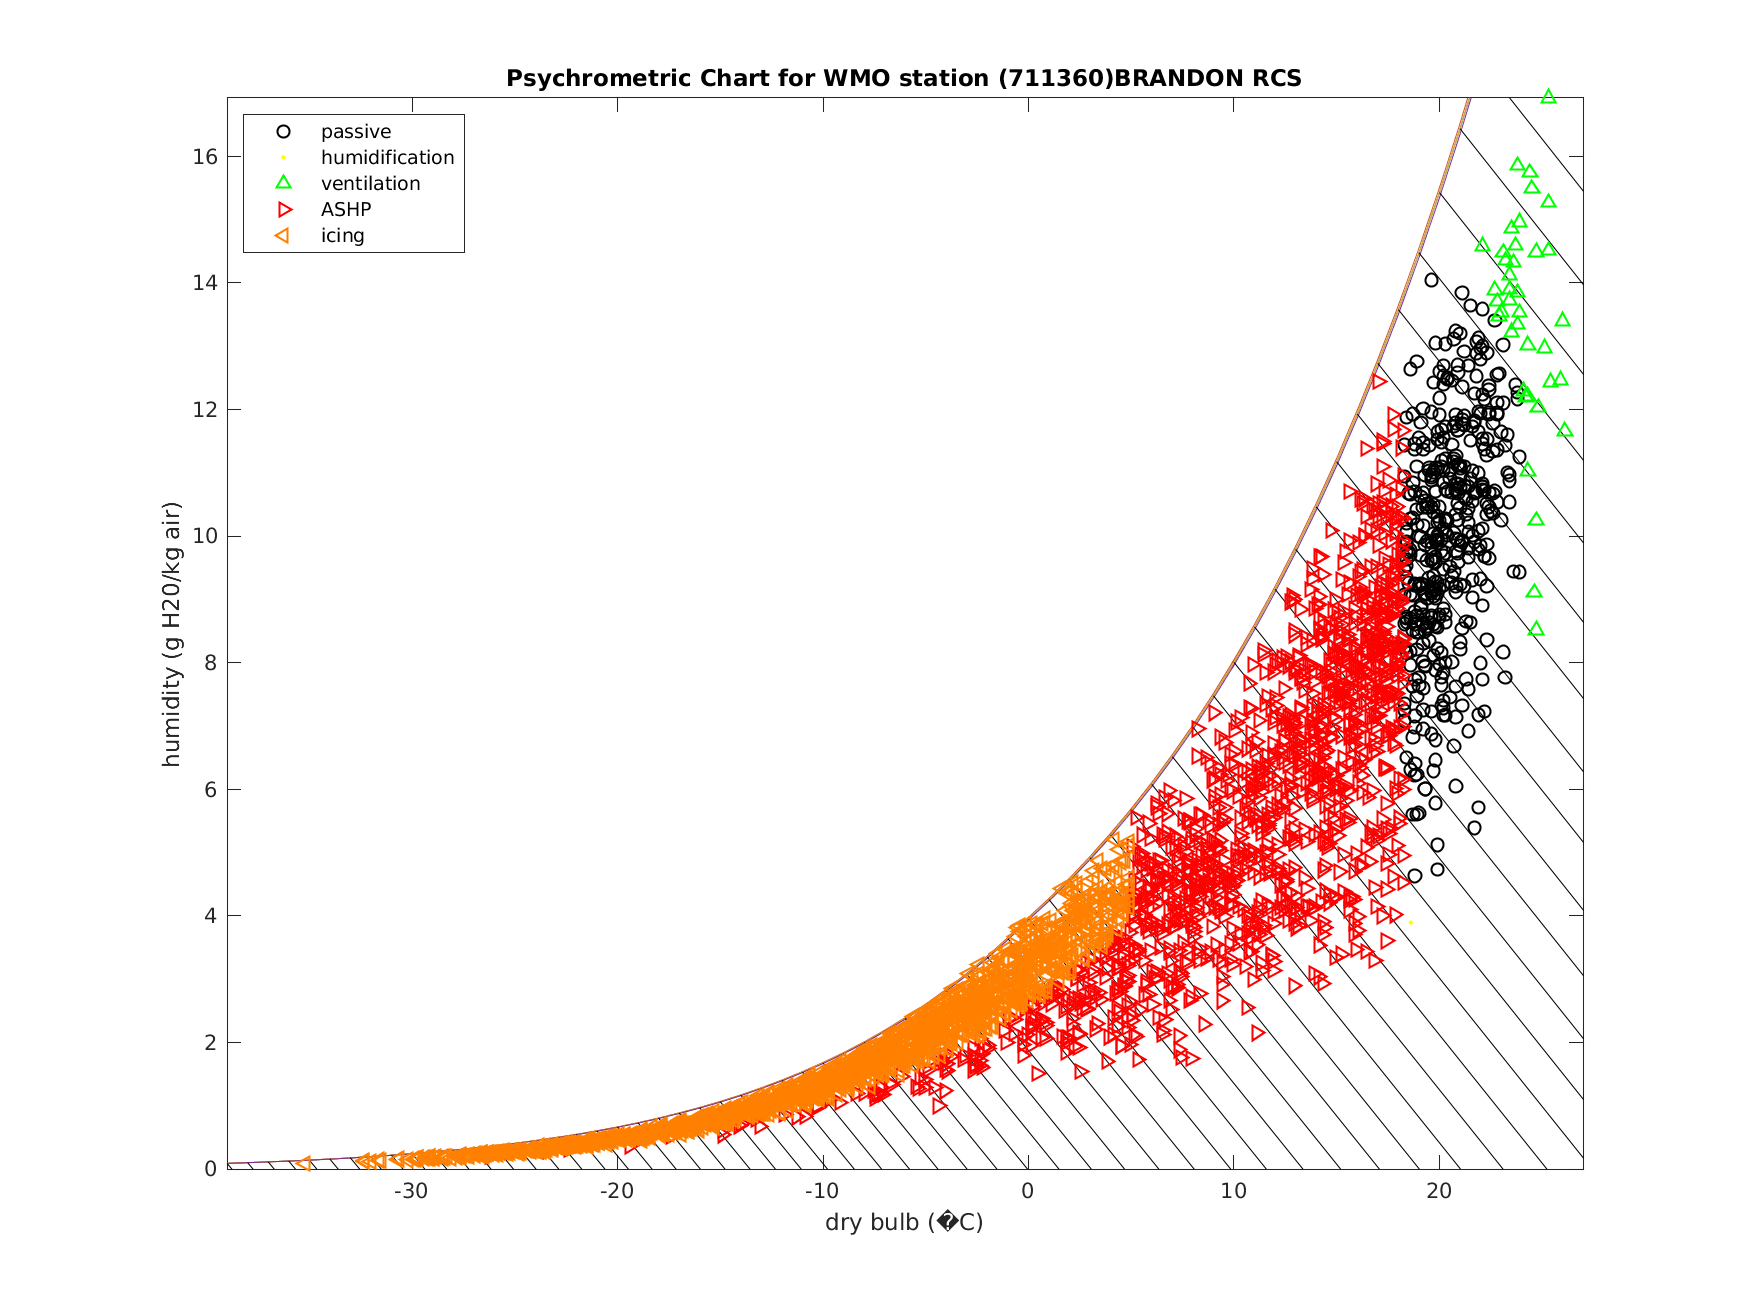 Psychrometric Chart for WMO station (711360)BRANDON RCS
passive
humidification
ventilation
ASHP
icing
humidity (g H20/kg air)
16
14
12
10
8
6
4
2
0
-30 -20 -10 0 10 20
dry bulb (�C)